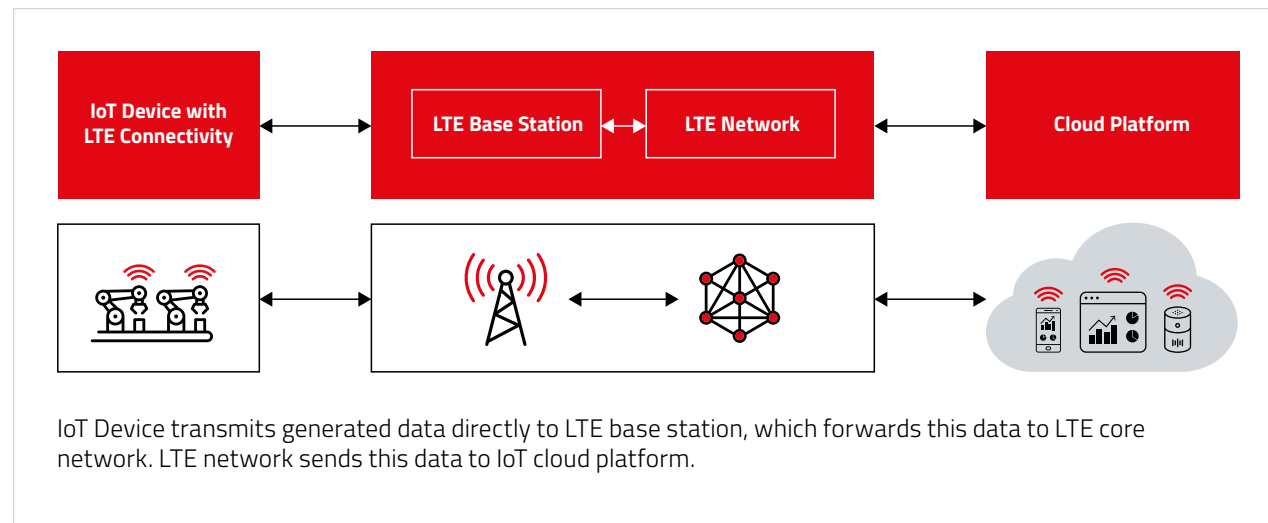 IoT Device with
LTE Connectivity
LTE Base Station
LTE Network
Cloud Platform
IoT Device transmits generated data directly to LTE base station, which forwards this data to LTE core
network. LTE network sends this data to IoT cloud platform.